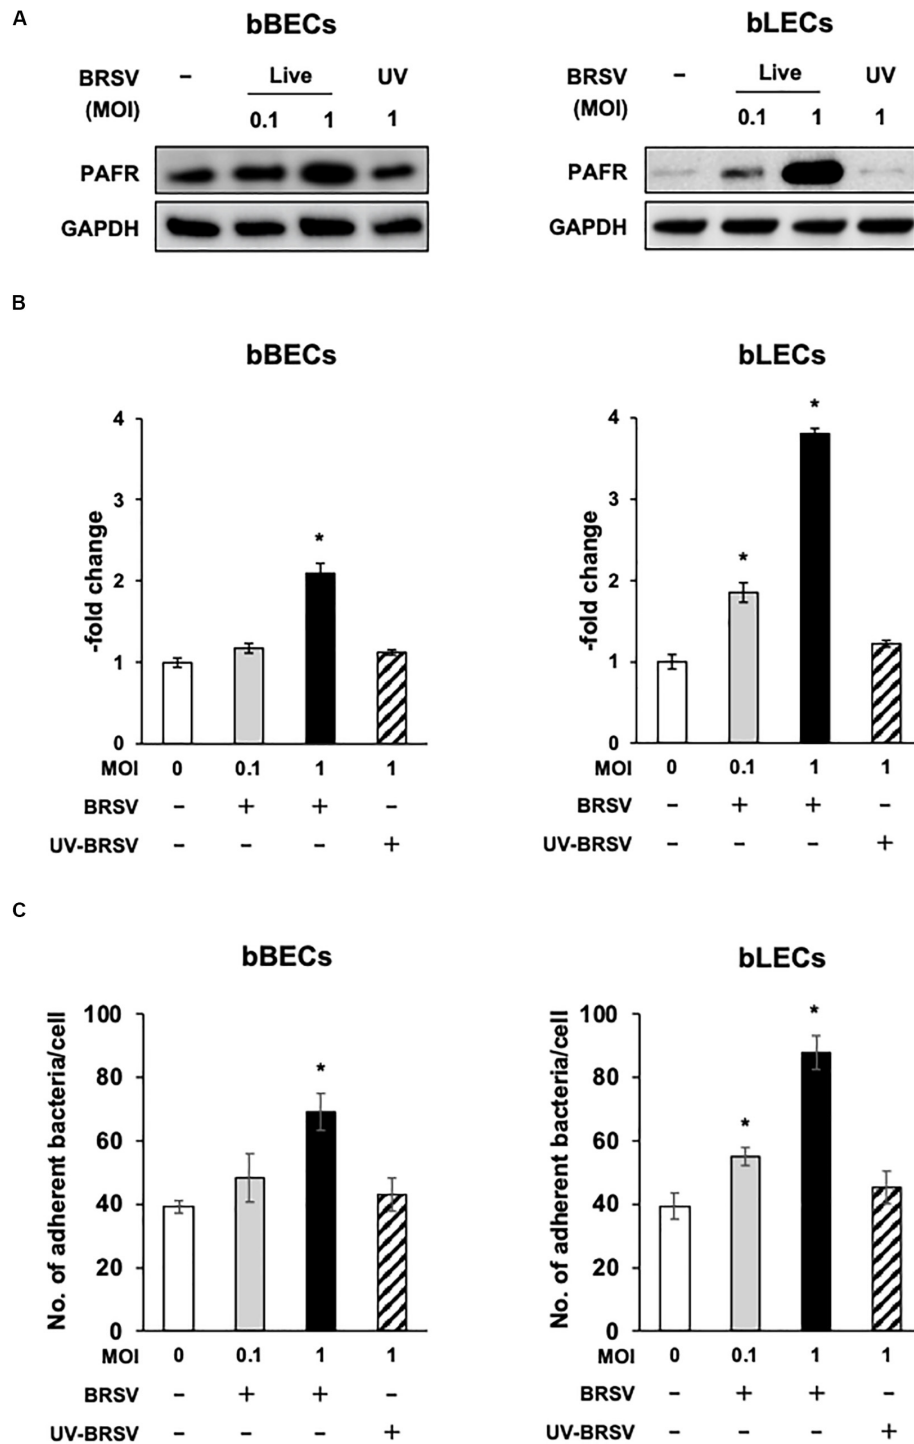 A
bBECs
bLECs
BRSV (MOI) – Live UV
0.1 1 1
BRSV (MOI) – Live UV
0.1 1 1
PAFR
GAPDH
PAFR
GAPDH
B
bBECs
-fold change
4
3
2
1
0
*
MOI 0 0.1 1 1
BRSV – + + –
UV-BRSV – – – +
bLECs
-fold change
4
3
2
1
0
* *
MOI 0 0.1 1 1
BRSV – + + –
UV-BRSV – – – +
C
bBECs
No. of adherent bacteria/cell
100
80
60
40
20
0
*
MOI 0 0.1 1 1
BRSV – + + –
UV-BRSV – – – +
bLECs
No. of adherent bacteria/cell
100
80
60
40
20
0
* *
MOI 0 0.1 1 1
BRSV – + + –
UV-BRSV – – – +